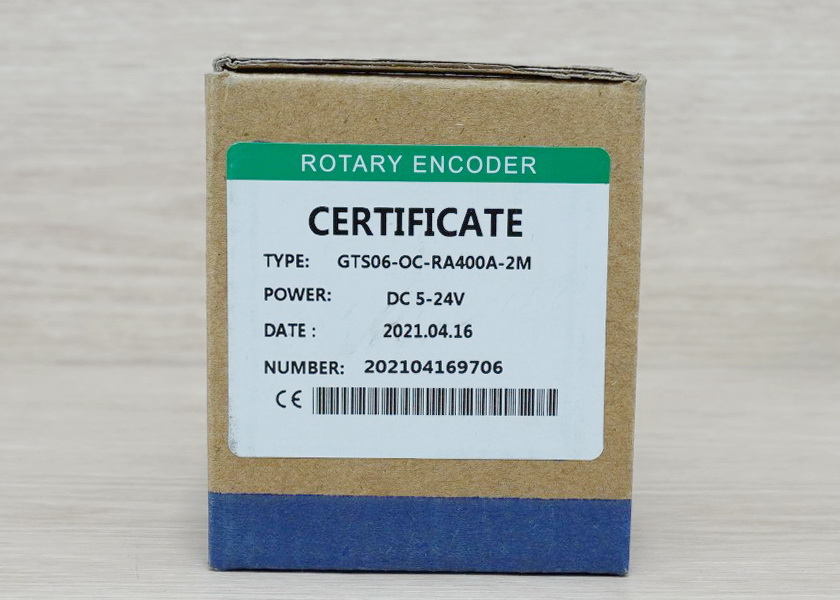 ROTARY ENCODER
CERTIFICATE
TYPE: GTS06-OC-RA400A-2M
POWER: DC 5-24V
DATE : 2021.04.16
NUMBER: 202104169706
CE